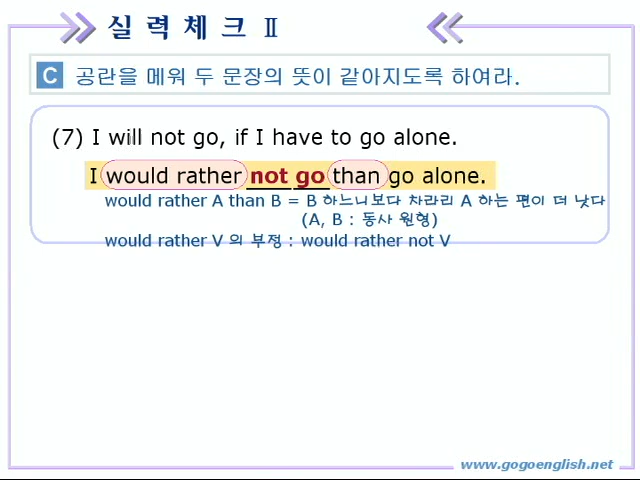 실 력 체 크 Ⅱ
C 공란을 메워 두 문장의 뜻이 같아지도록 하여라.
(7) I will not go, if I have to go alone.
I would rather not go than go alone.
would rather A than B = B 하느니보다 차라리 A 하는 편이 더 낫다
(A, B : 동사 원형)
would rather V 의 부정 : would rather not V
www.gogoenglish.net